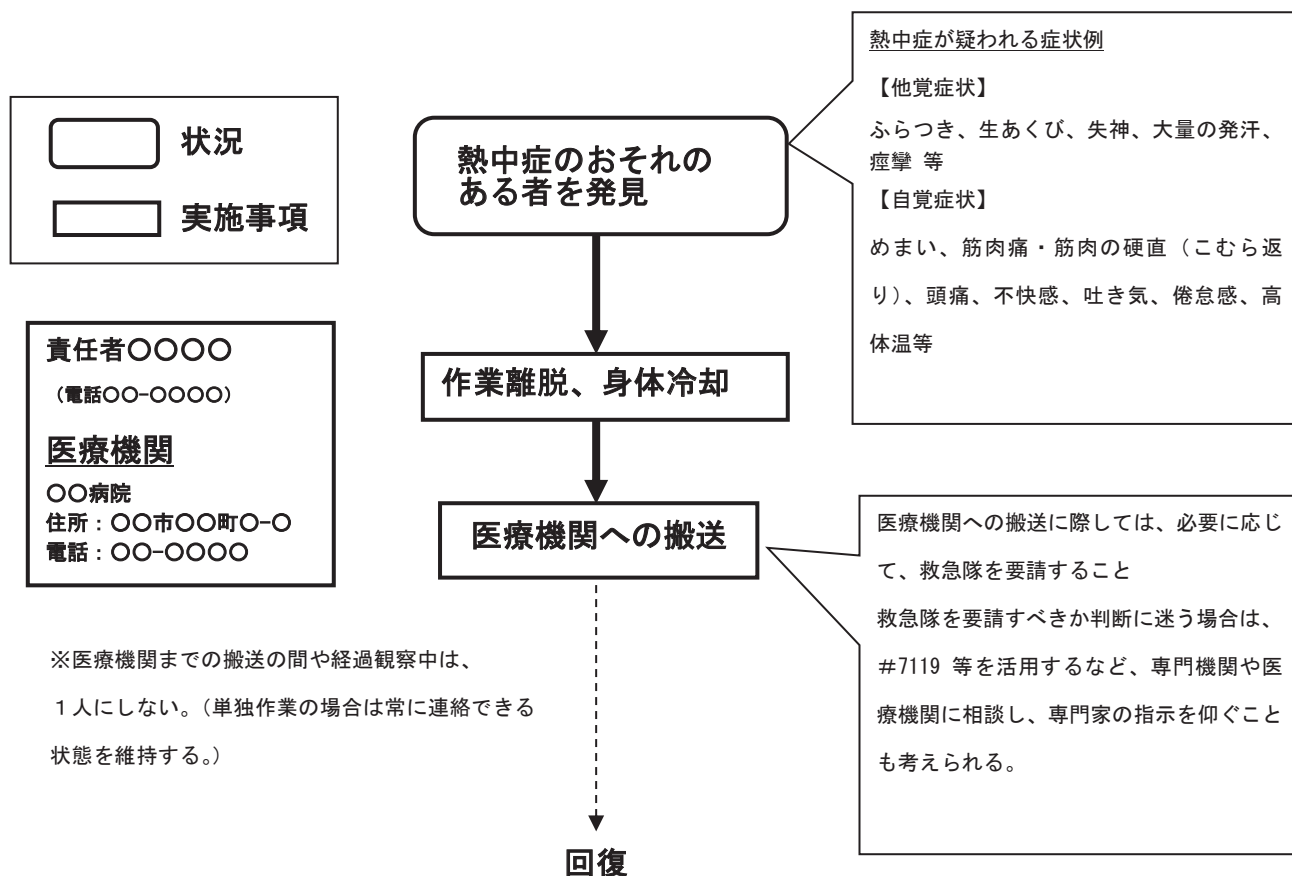 状況
実施事項
責任者〇〇〇〇
（電話〇〇-〇〇〇〇）
医療機関
〇〇病院
住所：〇〇市〇〇町〇-〇
電話：〇〇-〇〇〇〇
※医療機関までの搬送の間や経過観察中は、
１人にしない。（単独作業の場合は常に連絡できる
状態を維持する。）
熱中症のおそれの
ある者を発見
作業離脱、身体冷却
医療機関への搬送
回復
熱中症が疑われる症状例
【他覚症状】
ふらつき、生あくび、失神、大量の発汗、
痙攣 等
【自覚症状】
めまい、筋肉痛・筋肉の硬直（こむら返
り）、頭痛、不快感、吐き気、倦怠感、高
体温等
医療機関への搬送に際しては、必要に応じ
て、救急隊を要請すること
救急隊を要請すべきか判断に迷う場合は、
＃7119 等を活用するなど、専門機関や医
療機関に相談し、専門家の指示を仰ぐこと
も考えられる。